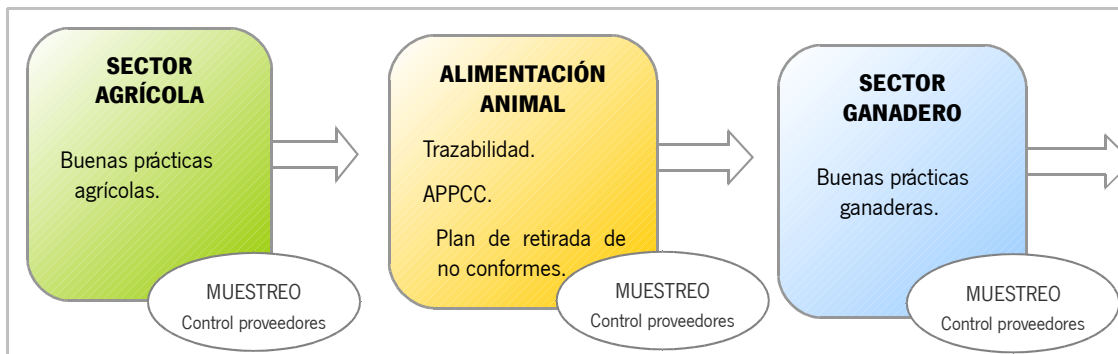 SECTOR
AGRÍCOLA
Buenas prácticas
agrícolas.
MUESTREO
Control proveedores
ALIMENTACIÓN
ANIMAL
Trazabilidad.
APPCC.
Plan de retirada de
no conformes.
MUESTREO
Control proveedores
SECTOR
GANADERO
Buenas prácticas
ganaderas.
MUESTREO
Control proveedores